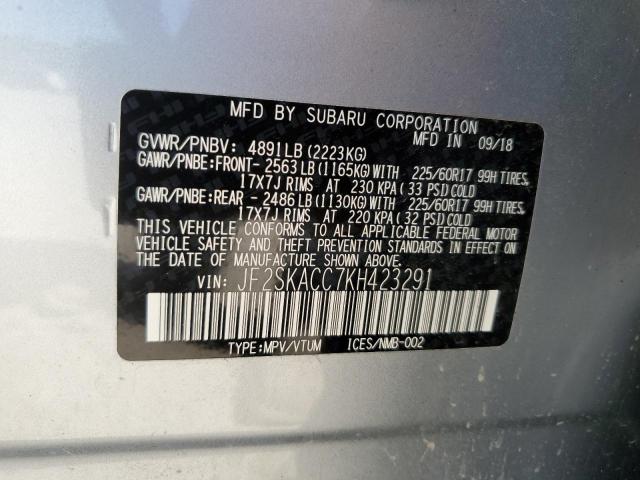 MFD BY SUBARU CORPORATION
MFD IN 09/18
GVWR/PNBV: 4891LB(2223KG)
GAWR/PNBE:FRONT-2563LB(1165KG)WITH 225/60R17 99H TIRES,
17X7J RIMS AT 230 KPA(33 PSI)COLD
GAWR/PNBE:REAR -2486LB(1130KG)WITH 225/60R17 99H TIRES,
17X7J RIMS AT 220 KPA(32 PSI)COLD
THIS VEHICLE CONFORMS TO ALL APPLICABLE FEDERAL MOTOR
VEHICLE SAFETY AND THEFT PREVENTION STANDARDS IN EFFECT
ON THE DATE OF MANUFACTURE SHOWN ABOVE.
VIN: JF2SKACC7KH423291
TYPE:MPV/VTUM ICES/NMB-002